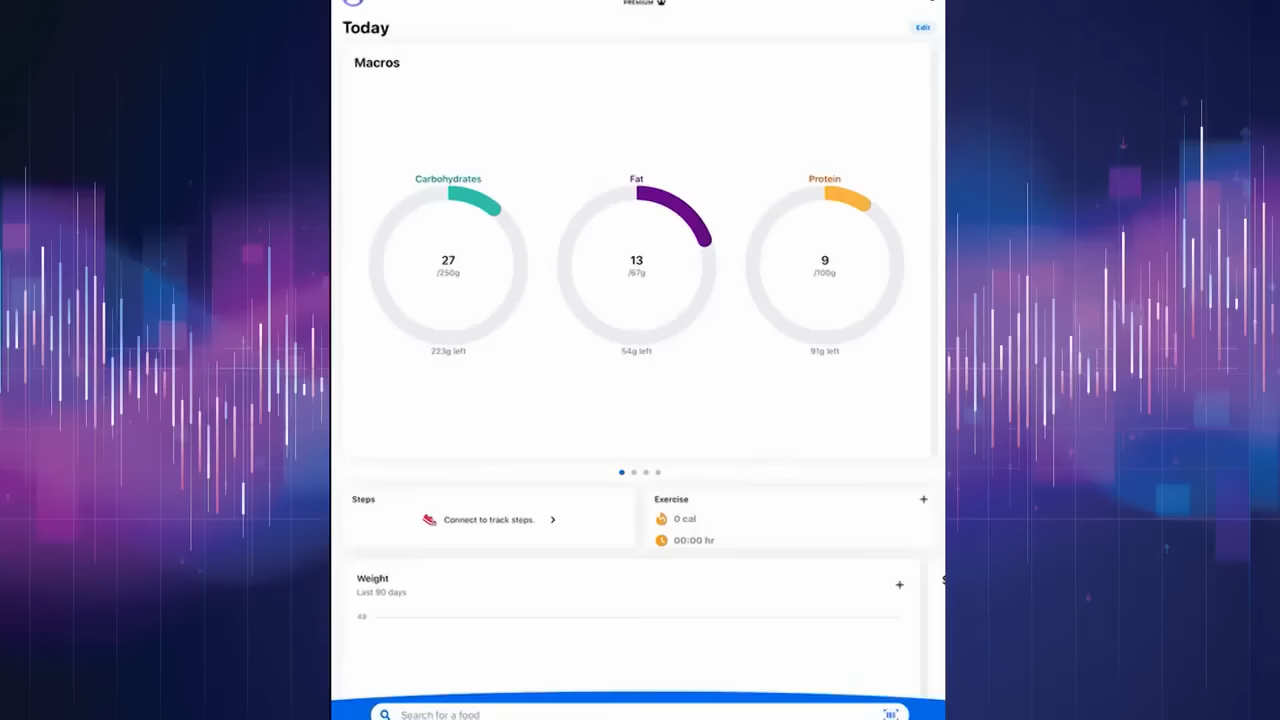 PREMIUM
Today
Edit
Macros
Carbohydrates
Fat
Protein
27
/250g
13
/67g
9
/100g
223g left
54g left
91g left
Steps
Exercise
+
Connect to track steps.
0 cal
00:00 hr
Weight
+
Last 90 days
49
Search for a food